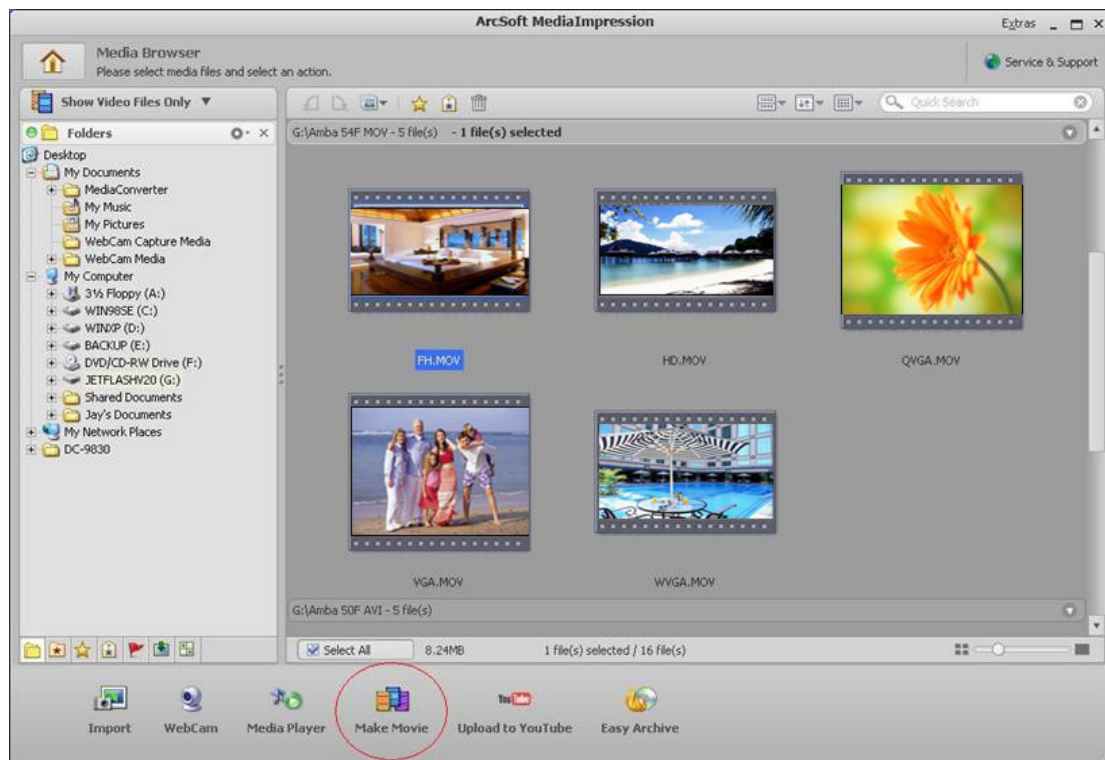 ArcSoft MediaImpression
Extras
Media Browser
Please select media files and select an action.
Service & Support
Show Video Files Only
Quick Search
Folders
G:\Amba 54F MOV - 5 file(s) - 1 file(s) selected
Desktop
My Documents
MediaConverter
My Music
My Pictures
WebCam Capture Media
WebCam Media
My Computer
3½ Floppy (A:)
WIN98SE (C:)
WINXP (D:)
BACKUP (E:)
DVD/CD-RW Drive (F:)
JETFLASHV20 (G:)
Shared Documents
Jay's Documents
My Network Places
DC-9830
FH.MOV
HD.MOV
QVGA.MOV
VGA.MOV
WVGA.MOV
G:\Amba 50F AVI - 5 file(s)
Select All
8.24MB
1 file(s) selected / 16 file(s)
Import
WebCam
Media Player
Make Movie
You Tube
Upload to YouTube
Easy Archive